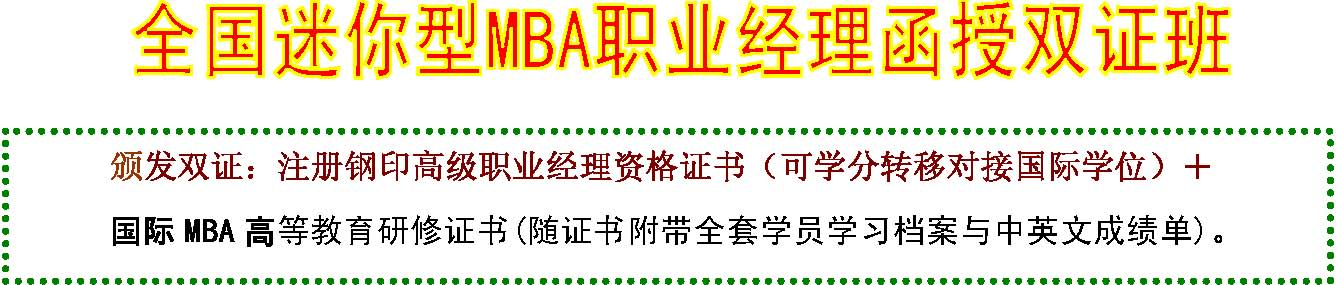 全国迷你型MBA职业经理函授双证班
颁发双证：注册钢印高级职业经理资格证书（可学分转移对接国际学位）＋
国际 MBA 高等教育研修证书(随证书附带全套学员学习档案与中英文成绩单)。